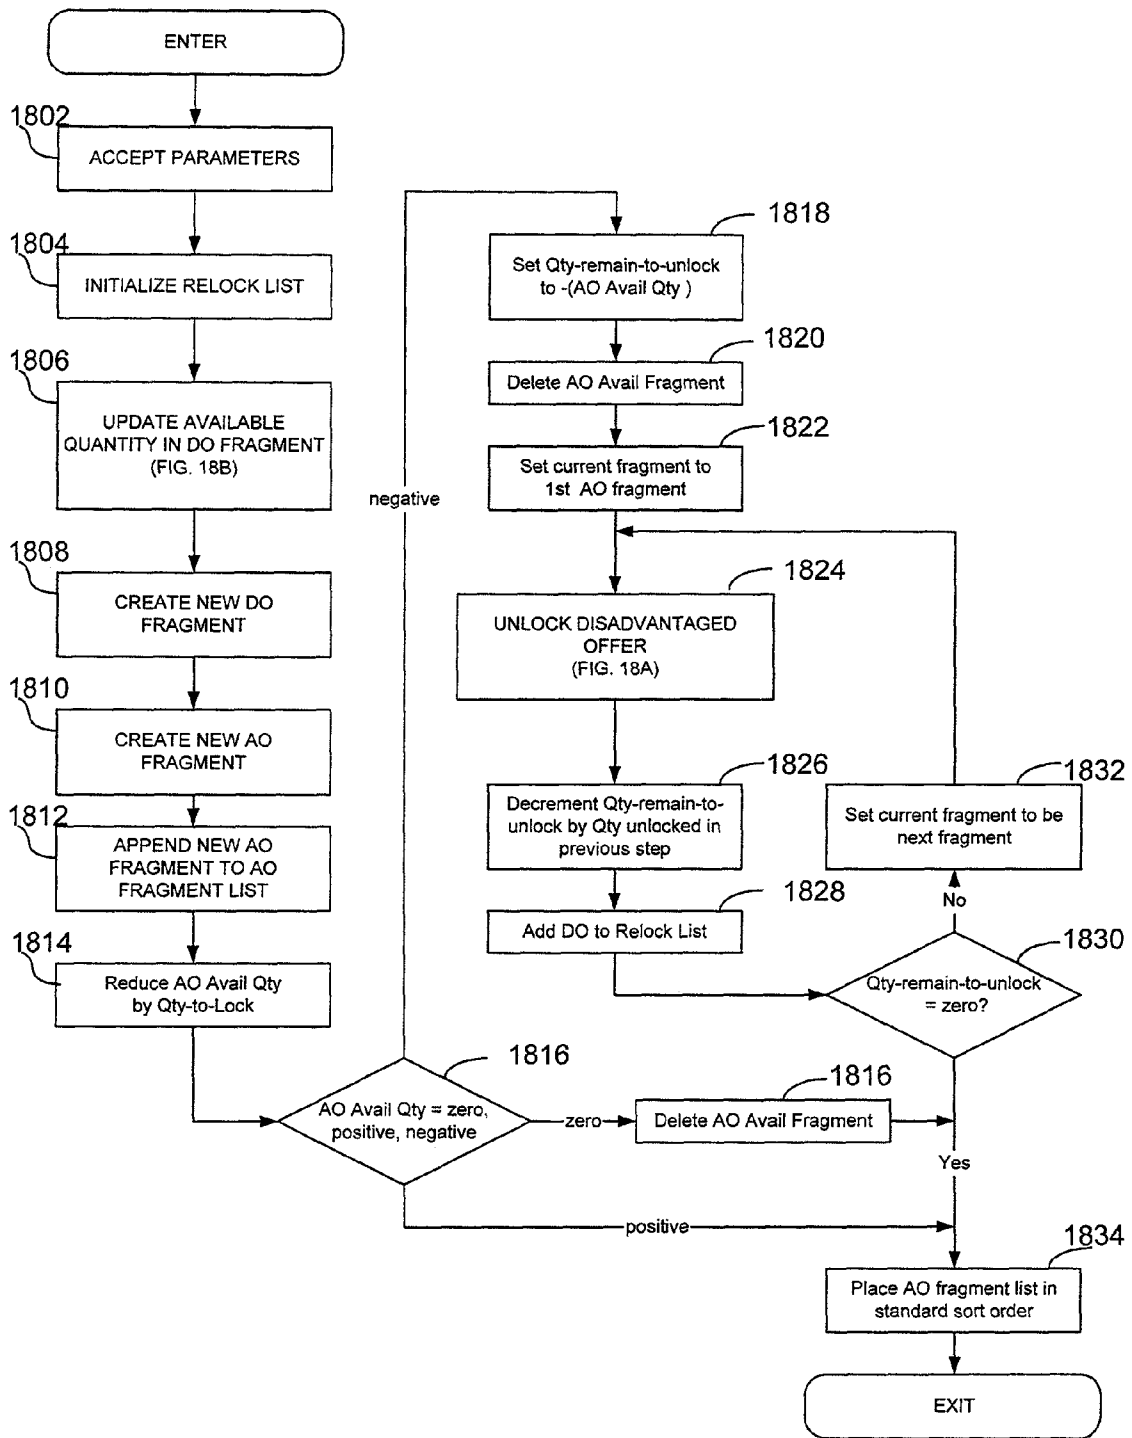 ENTER
1802
ACCEPT PARAMETERS
1804
INITIALIZE RELOCK LIST
1806
UPDATE AVAILABLE
QUANTITY IN DO FRAGMENT
(FIG. 18B)
1808
CREATE NEW DO
FRAGMENT
1810
CREATE NEW AO
FRAGMENT
1812
APPEND NEW AO
FRAGMENT TO AO
FRAGMENT LIST
1814
Reduce AO Avail Qty
by Qty-to-Lock
1816
AO Avail Qty = zero,
positive, negative
negative
zero
positive
1816
Delete AO Avail Fragment
1818
Set Qty-remain-to-unlock
to -(AO Avail Qty )
1820
Delete AO Avail Fragment
1822
Set current fragment to
1st AO fragment
1824
UNLOCK DISADVANTAGED
OFFER
(FIG. 18A)
1826
Decrement Qty-remain-to-
unlock by Qty unlocked in
previous step
1828
Add DO to Relock List
1830
Qty-remain-to-unlock
= zero?
No
1832
Set current fragment to be
next fragment
Yes
1834
Place AO fragment list in
standard sort order
EXIT